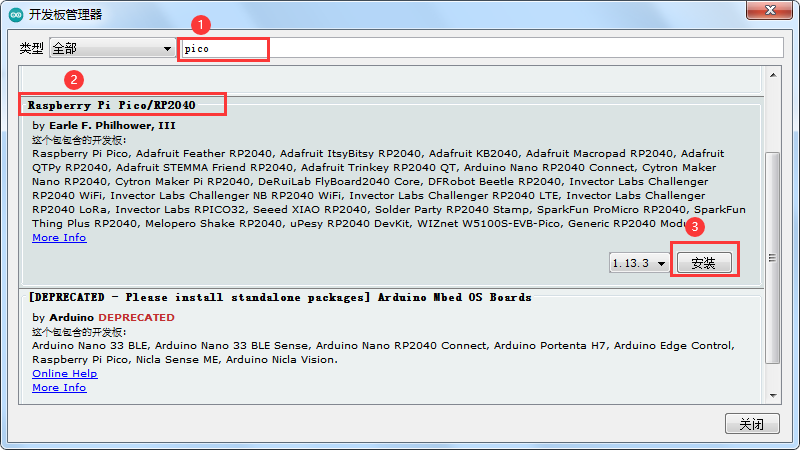 开发板管理器
1
类型 全部 pico
2
Raspberry Pi Pico/RP2040
by Earle F. Philhower, III
这个包包含的开发板:
Raspberry Pi Pico, Adafruit Feather RP2040, Adafruit ItsyBitsy RP2040, Adafruit KB2040, Adafruit Macropad RP2040, Adafruit
QTPy RP2040, Adafruit STEMMA Friend RP2040, Adafruit Trinkey RP2040 QT, Arduino Nano RP2040 Connect, Cytron Maker
Nano RP2040, Cytron Maker Pi RP2040, DeRuiLab FlyBoard2040 Core, DFRobot Beetle RP2040, Invector Labs Challenger
RP2040 WiFi, Invector Labs Challenger NB RP2040 WiFi, Invector Labs Challenger RP2040 LTE, Invector Labs Challenger
RP2040 LoRa, Invector Labs RPICO32, Seeed XIAO RP2040, Solder Party RP2040 Stamp, SparkFun ProMicro RP2040, SparkFun
Thing Plus RP2040, Melopero Shake RP2040, uPesy RP2040 DevKit, WIZnet W5100S-EVB-Pico, Generic RP2040
3
More Info
1.13.3 安装
[DEPRECATED - Please install standalone packages] Arduino Mbed OS Boards
by Arduino DEPRECATED
这个包包含的开发板:
Arduino Nano 33 BLE, Arduino Nano 33 BLE Sense, Arduino Nano RP2040 Connect, Arduino Portenta H7, Arduino Edge Control,
Raspberry Pi Pico, Nicla Sense ME, Arduino Nicla Vision.
Online Help
More Info
关闭